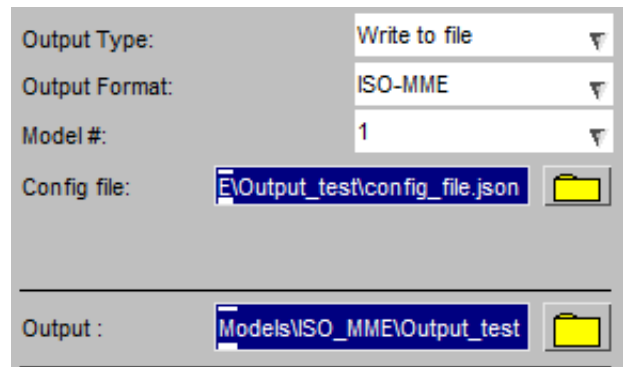 Output Type: Write to file
Output Format: ISO-MME
Model #: 1
Config file: E\Output_test\config_file.json
Output : Models\ISO_MME\Output_test